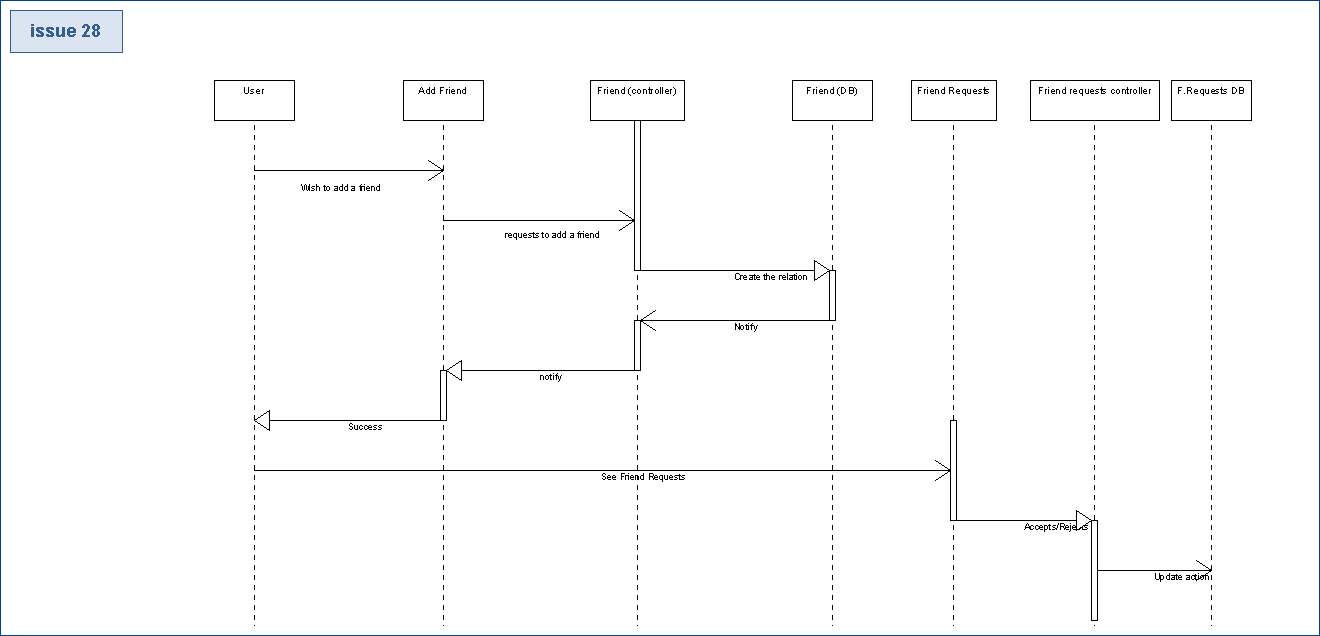 issue 28
User
Add Friend
Friend (controller)
Friend (DB)
Friend Requests
Friend requests controller
F.Requests DB
Wish to add a friend
requests to add a friend
Create the relation
Notify
notify
Success
See Friend Requests
Accepts/Rejects
Update action